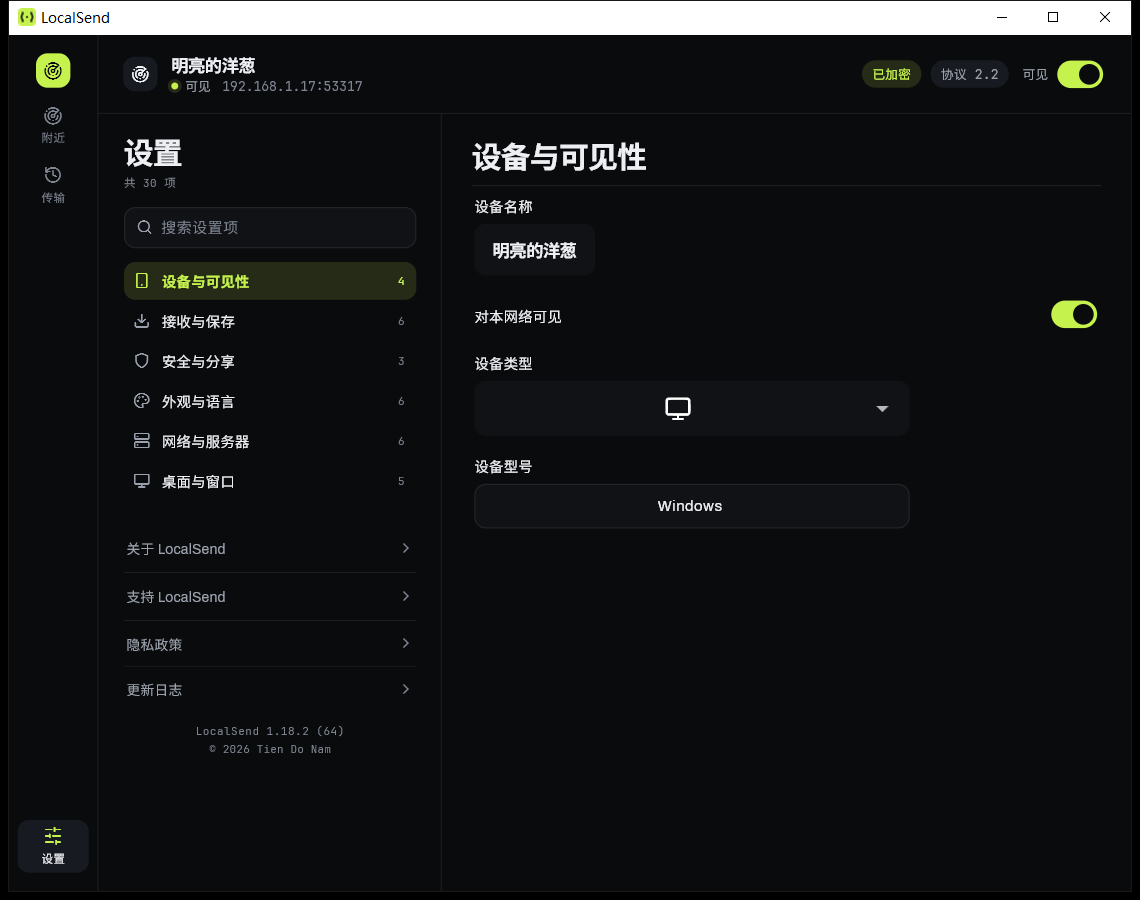 LocalSend
明亮的洋葱
可见 192.168.1.17:53317
已加密
协议 2.2
可见
附近
传输
设置
共 30 项
搜索设置项
设备与可见性 4
接收与保存 6
安全与分享 3
外观与语言 6
网络与服务器 6
桌面与窗口 5
关于 LocalSend
支持 LocalSend
隐私政策
更新日志
LocalSend 1.18.2 (64)
© 2026 Tien Do Nam
设置
设备与可见性
设备名称
明亮的洋葱
对本网络可见
设备类型
设备型号
Windows